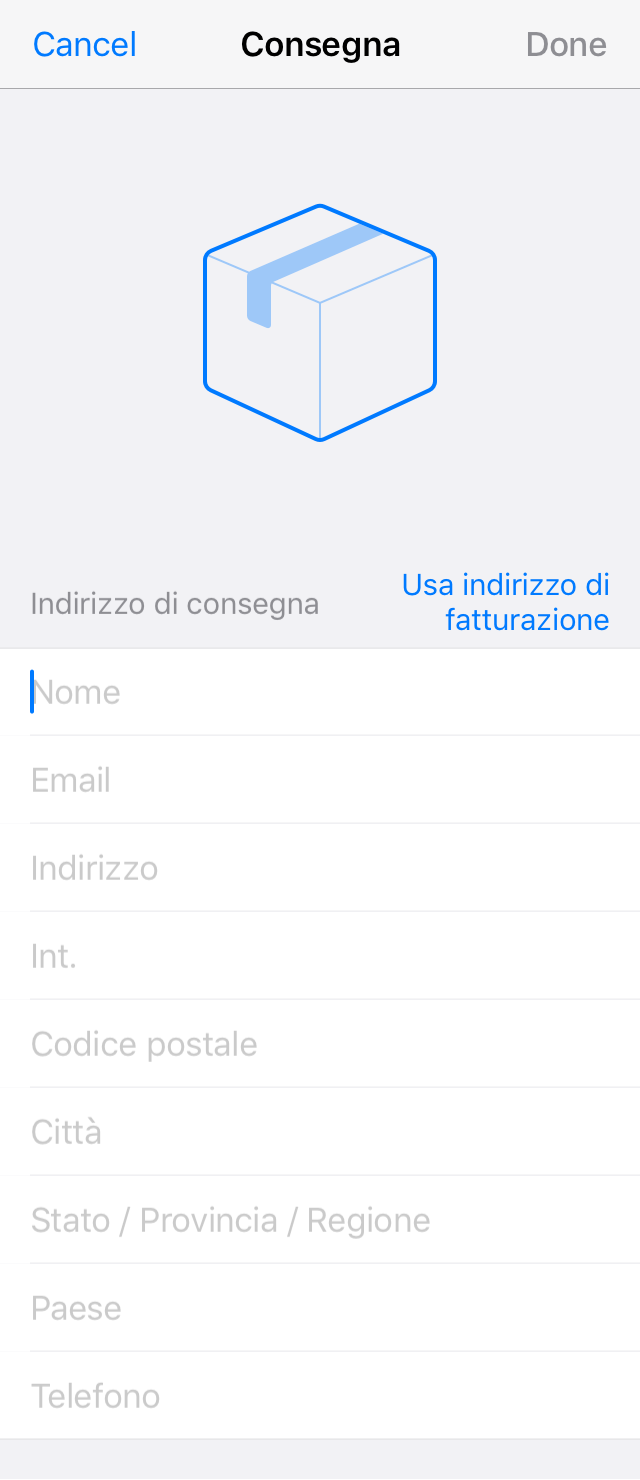 Cancel
Consegna
Done
Indirizzo di consegna
Usa indirizzo di
fatturazione
Nome
Email
Indirizzo
Int.
Codice postale
Città
Stato / Provincia / Regione
Paese
Telefono